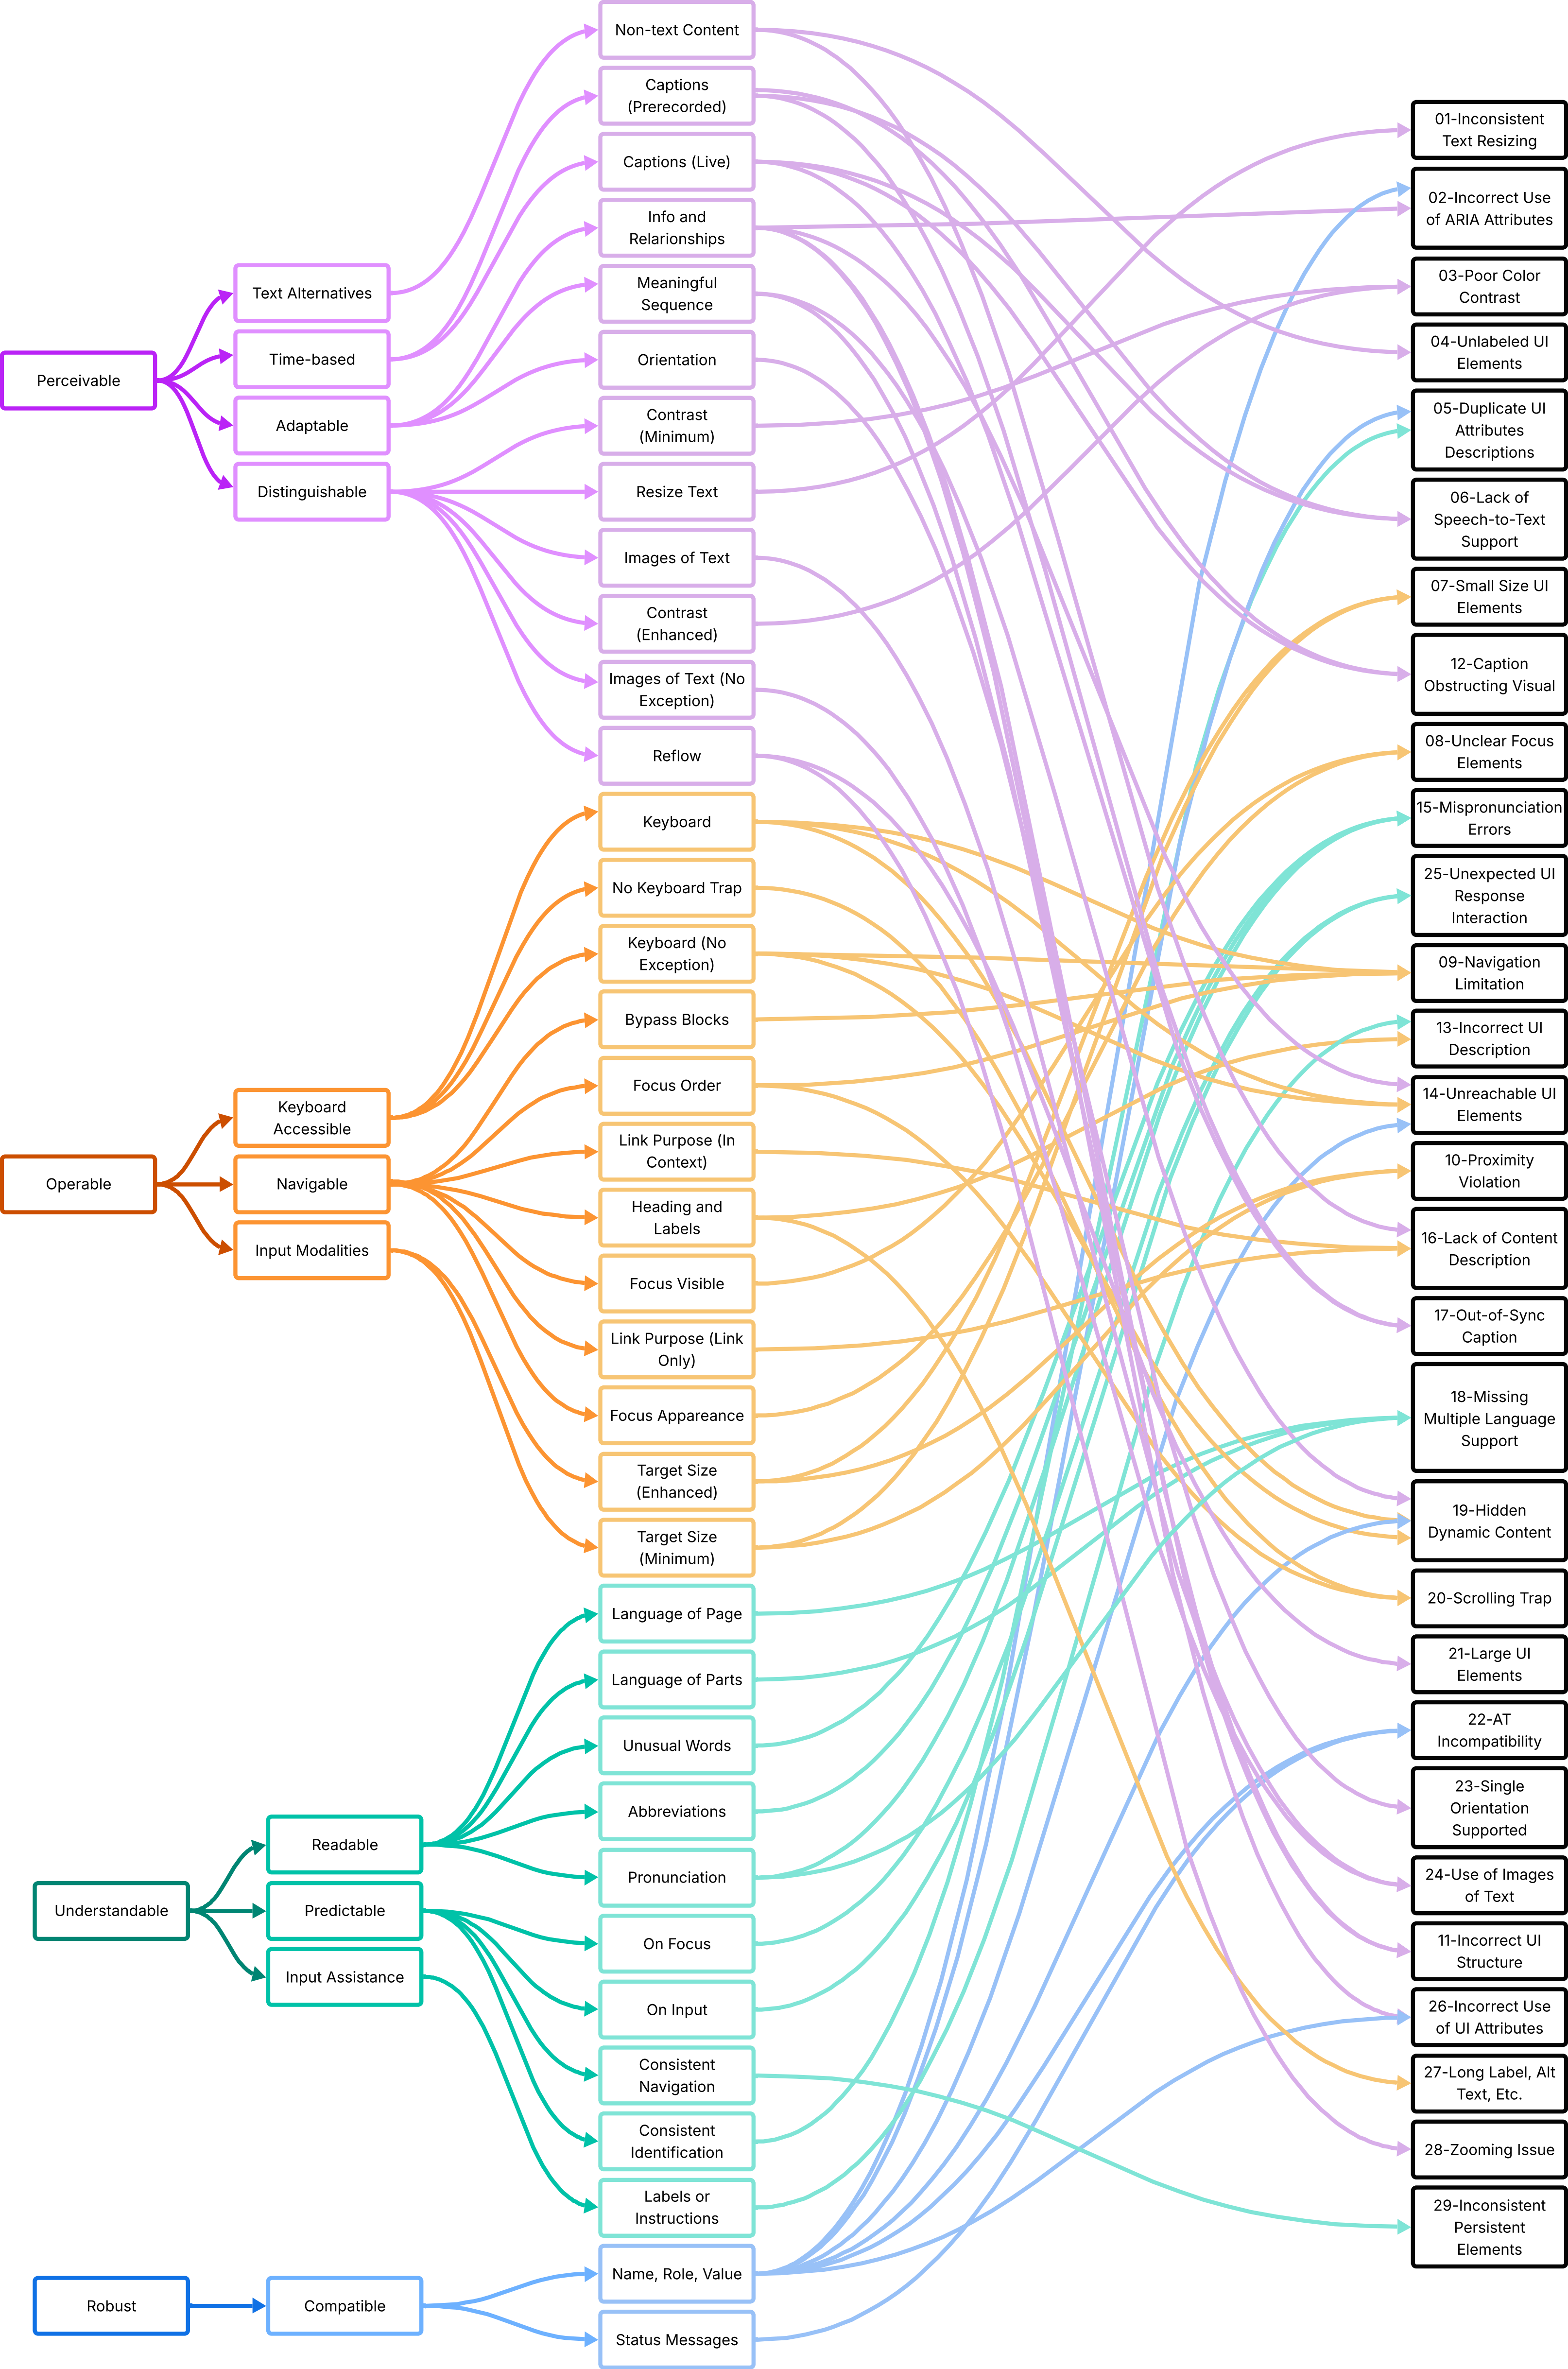 Perceivable
Text Alternatives
Time-based
Adaptable
Distinguishable
Operable
Keyboard
Accessible
Navigable
Input Modalities
Understandable
Readable
Predictable
Input Assistance
Robust
Compatible
Non-text Content
Captions
(Prerecorded)
Captions (Live)
Info and
Relarionships
Meaningful
Sequence
Orientation
Contrast
(Minimum)
Resize Text
Images of Text
Contrast
(Enhanced)
Images of Text (No
Exception)
Reflow
Keyboard
No Keyboard Trap
Keyboard (No
Exception)
Bypass Blocks
Focus Order
Link Purpose (In
Context)
Heading and
Labels
Focus Visible
Link Purpose (Link
Only)
Focus Appareance
Target Size
(Enhanced)
Target Size
(Minimum)
Language of Page
Language of Parts
Unusual Words
Abbreviations
Pronunciation
On Focus
On Input
Consistent
Navigation
Consistent
Identification
Labels or
Instructions
Name, Role, Value
Status Messages
01-Inconsistent
Text Resizing
02-Incorrect Use
of ARIA Attributes
03-Poor Color
Contrast
04-Unlabeled UI
Elements
05-Duplicate UI
Attributes
Descriptions
06-Lack of
Speech-to-Text
Support
07-Small Size UI
Elements
12-Caption
Obstructing Visual
08-Unclear Focus
Elements
15-Mispronunciation
Errors
25-Unexpected UI
Response
Interaction
09-Navigation
Limitation
13-Incorrect UI
Description
14-Unreachable UI
Elements
10-Proximity
Violation
16-Lack of Content
Description
17-Out-of-Sync
Caption
18-Missing
Multiple Language
Support
19-Hidden
Dynamic Content
20-Scrolling Trap
21-Large UI
Elements
22-AT
Incompatibility
23-Single
Orientation
Supported
24-Use of Images
of Text
11-Incorrect UI
Structure
26-Incorrect Use
of UI Attributes
27-Long Label, Alt
Text, Etc.
28-Zooming Issue
29-Inconsistent
Persistent
Elements